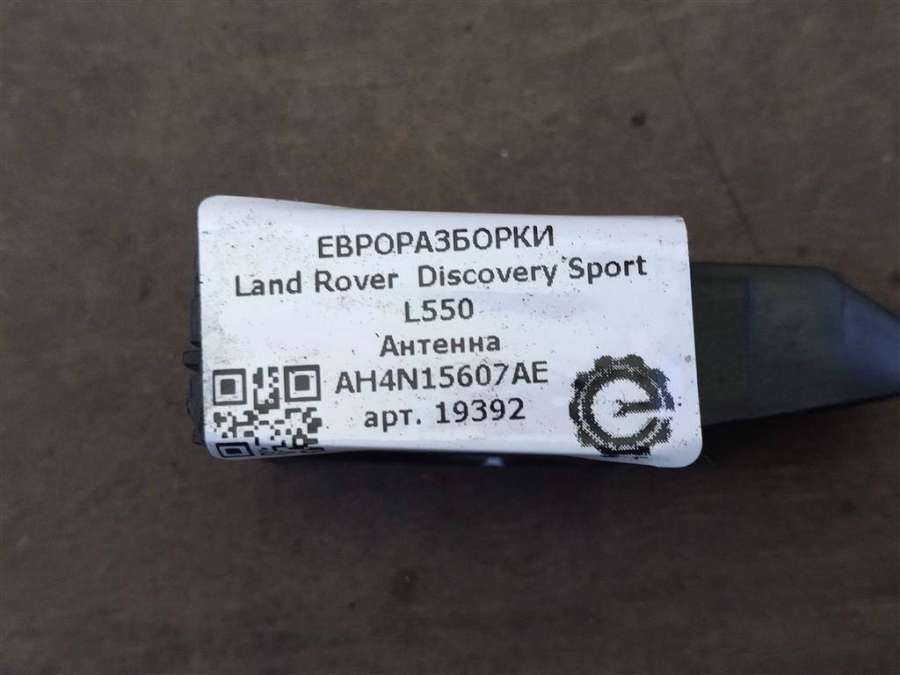 ЕВРОРАЗБОРКИ
Land Rover Discovery Sport
L550
Антенна
AH4N15607AE
арт. 19392